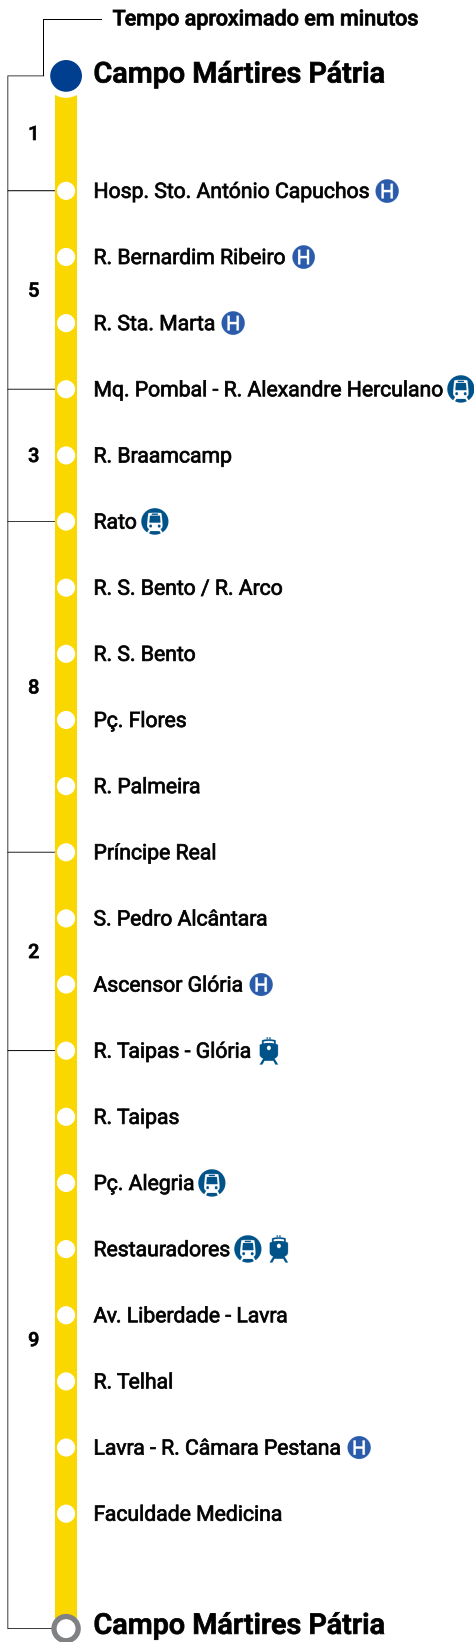 Tempo aproximado em minutos
Campo Mártires Pátria
1
Hosp. Sto. António Capuchos H
R. Bernardim Ribeiro H
5
R. Sta. Marta H
Mq. Pombal - R. Alexandre Herculano
3
R. Braamcamp
Rato
R. S. Bento / R. Arco
R. S. Bento
8
Pç. Flores
R. Palmeira
Príncipe Real
S. Pedro Alcântara
2
Ascensor Glória H
R. Taipas - Glória
R. Taipas
Pç. Alegria
Restauradores
Av. Liberdade - Lavra
9
R. Telhal
Lavra - R. Câmara Pestana H
Faculdade Medicina
Campo Mártires Pátria